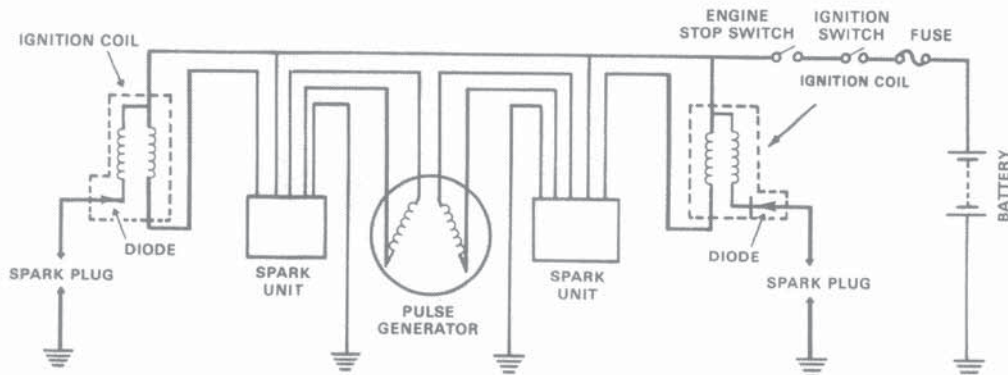 ENGINE
STOP SWITCH
IGNITION
SWITCH
FUSE
IGNITION COIL
IGNITION COIL
BATTERY
DIODE
SPARK PLUG
SPARK
UNIT
PULSE
GENERATOR
SPARK
UNIT
DIODE
SPARK PLUG